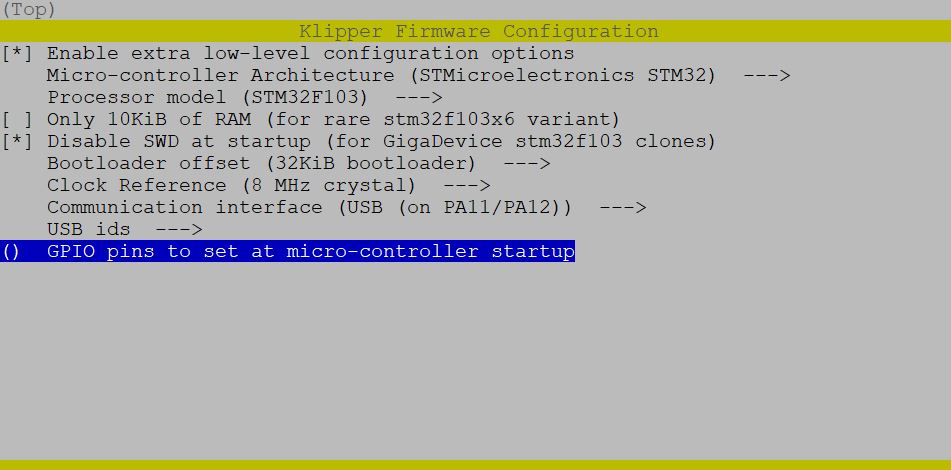 (Top)
Klipper Firmware Configuration
[*] Enable extra low-level configuration options
Micro-controller Architecture (STMicroelectronics STM32)  --->
Processor model (STM32F103)  --->
[ ] Only 10KiB of RAM (for rare stm32f103x6 variant)
[*] Disable SWD at startup (for GigaDevice stm32f103 clones)
Bootloader offset (32KiB bootloader)  --->
Clock Reference (8 MHz crystal)  --->
Communication interface (USB (on PA11/PA12))  --->
USB ids  --->
()  GPIO pins to set at micro-controller startup